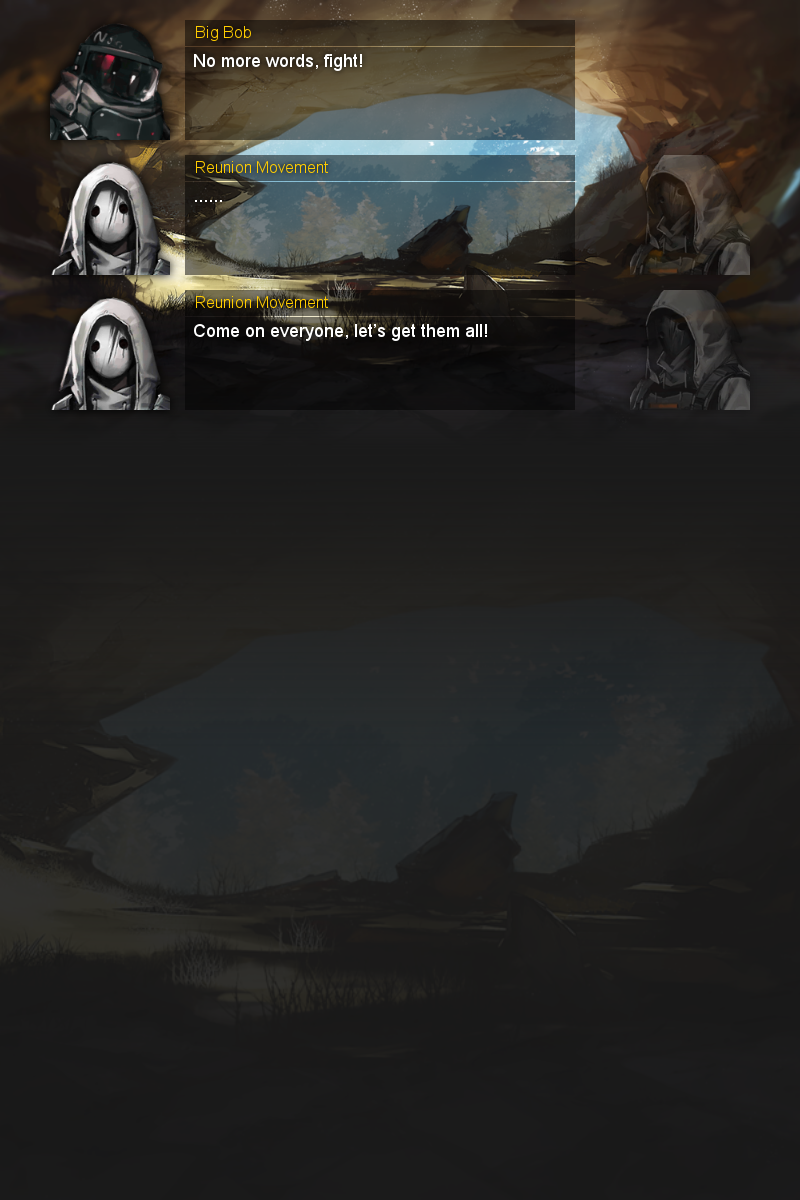 Big Bob
No more words, fight!
Reunion Movement
......
Reunion Movement
Come on everyone, let's get them all!